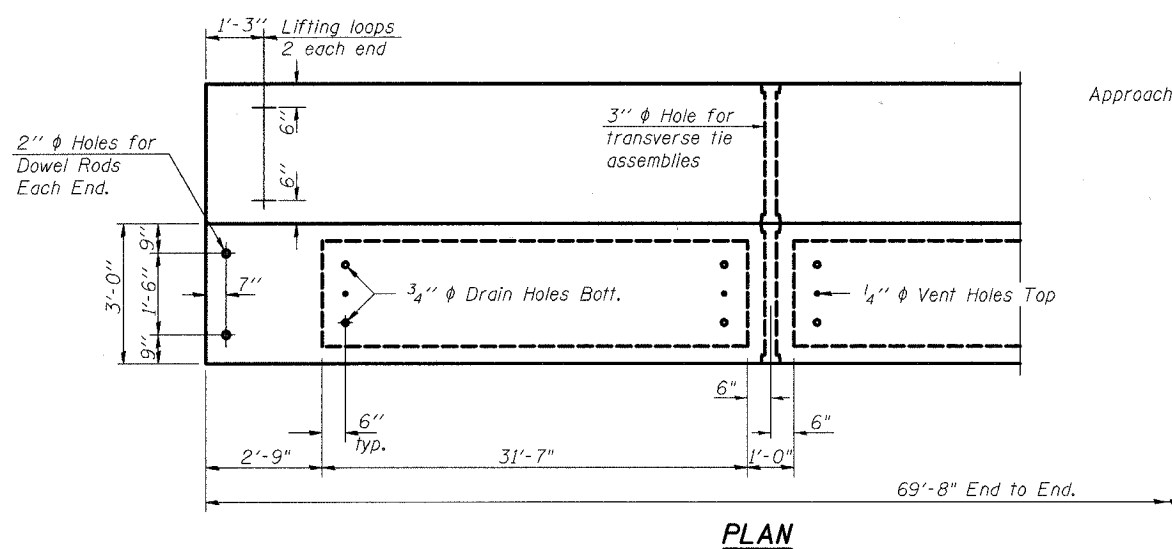 1'-3" Lifting loops
2 each end
Approach
6"
3" φ Hole for
transverse tie
assemblies
2" φ Holes for
Dowel Rods
Each End.
6"
9"
3'-0"
1'-6"
7"
3/4" φ Drain Holes Bott.
1/4" φ Vent Holes Top
9"
6"
6"
6"
typ.
2'-9"
31'-7"
1'-0"
69'-8" End to End.
PLAN